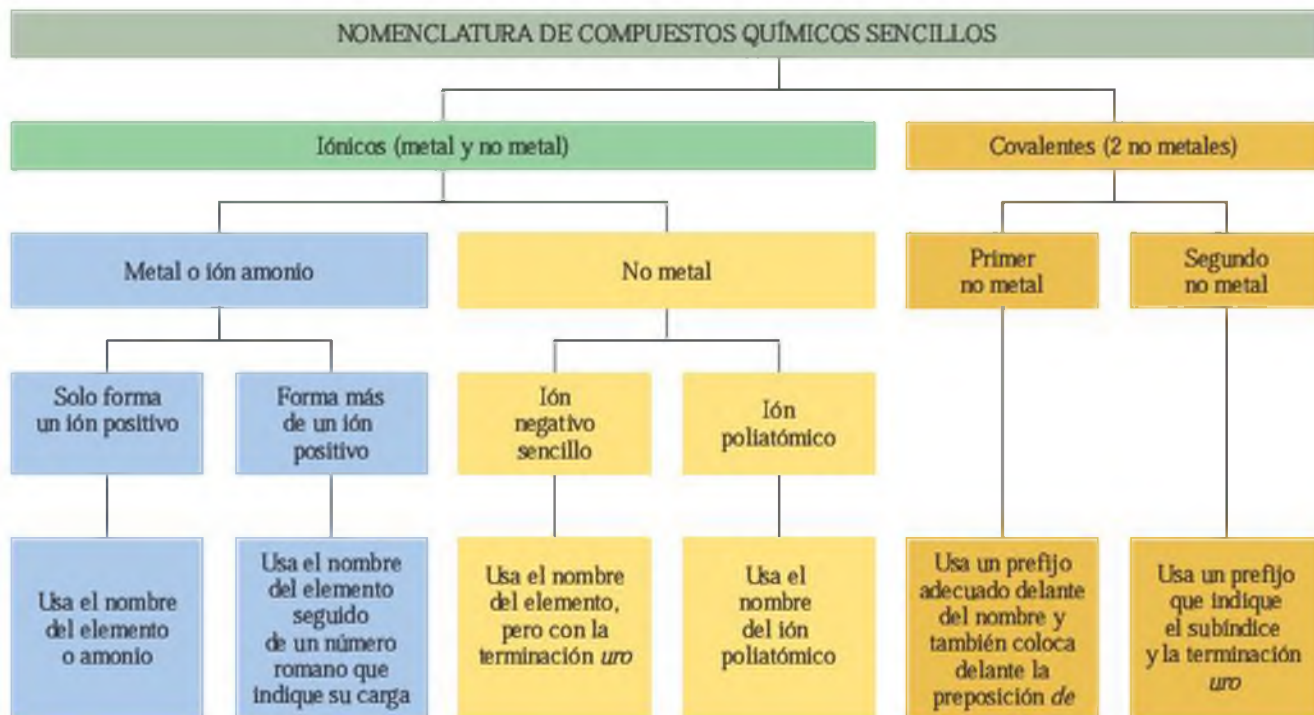 NOMENCLATURA DE COMPUESTOS QUÍMICOS SENCILLOS
Iónicos (metal y no metal)
Covalentes (2 no metales)
Metal o ión amonio
No metal
Primer
no metal
Segundo
no metal
Solo forma
un ión positivo
Forma más
de un ión
positivo
Ión
negativo
sencillo
Ión
poliatómico
Usa el nombre
del elemento
o amonio
Usa el nombre
del elemento
seguido
de un número
romano que
indique su carga
Usa el nombre
del elemento,
pero con la
terminación uro
Usa el
nombre
del ión
poliatómico
Usa un prefijo
adecuado delante
del nombre y
también coloca
delante la
preposición de
Usa un prefijo
que indique
el subíndice
y la terminación
uro